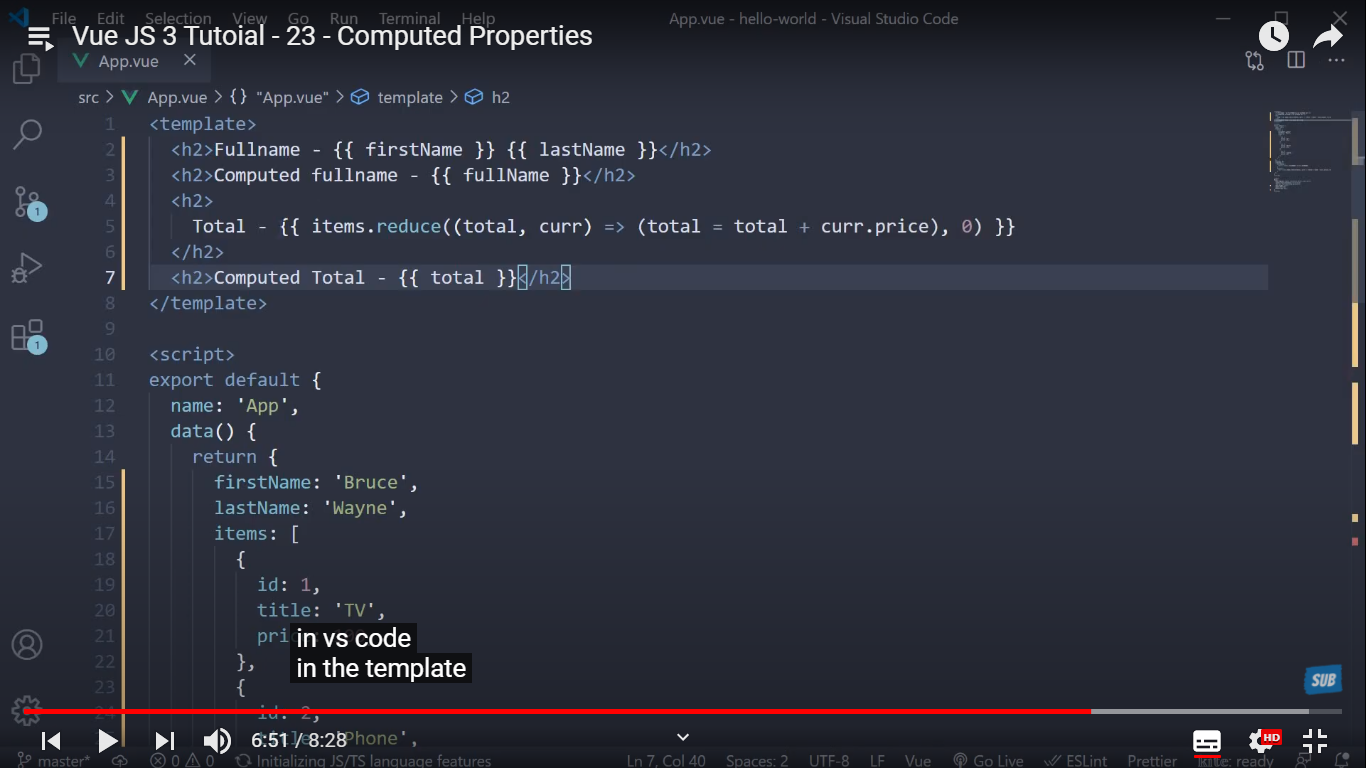 File Edit Selection View Go Run Terminal Help App.vue - hello-world - Visual Studio Code
Vue JS 3 Tutoial - 23 - Computed Properties
App.vue
src > App.vue > {} "App.vue" > template > h2
1 <template>
2 <h2>Fullname - {{ firstName }} {{ lastName }}</h2>
3 <h2>Computed fullname - {{ fullName }}</h2>
4 <h2>
5 Total - {{ items.reduce((total, curr) => (total = total + curr.price), 0) }}
6 </h2>
7 <h2>Computed Total - {{ total }}</h2>
8 </template>
9
10 <script>
11 export default {
12 name: 'App',
13 data() {
14 return {
15 firstName: 'Bruce',
16 lastName: 'Wayne',
17 items: [
18 {
19 id: 1,
20 title: 'TV',
21 pri
in vs code
22 },
in the template
23 {
24 id: 2,
title: 'Phone',
1
1
SUB
6:51 / 8:28
HD
master* 0 0 Initializing JS/TS language features Ln 7, Col 40 Spaces: 2 UTF-8 LF Vue Go Live ESLint Prettier ready